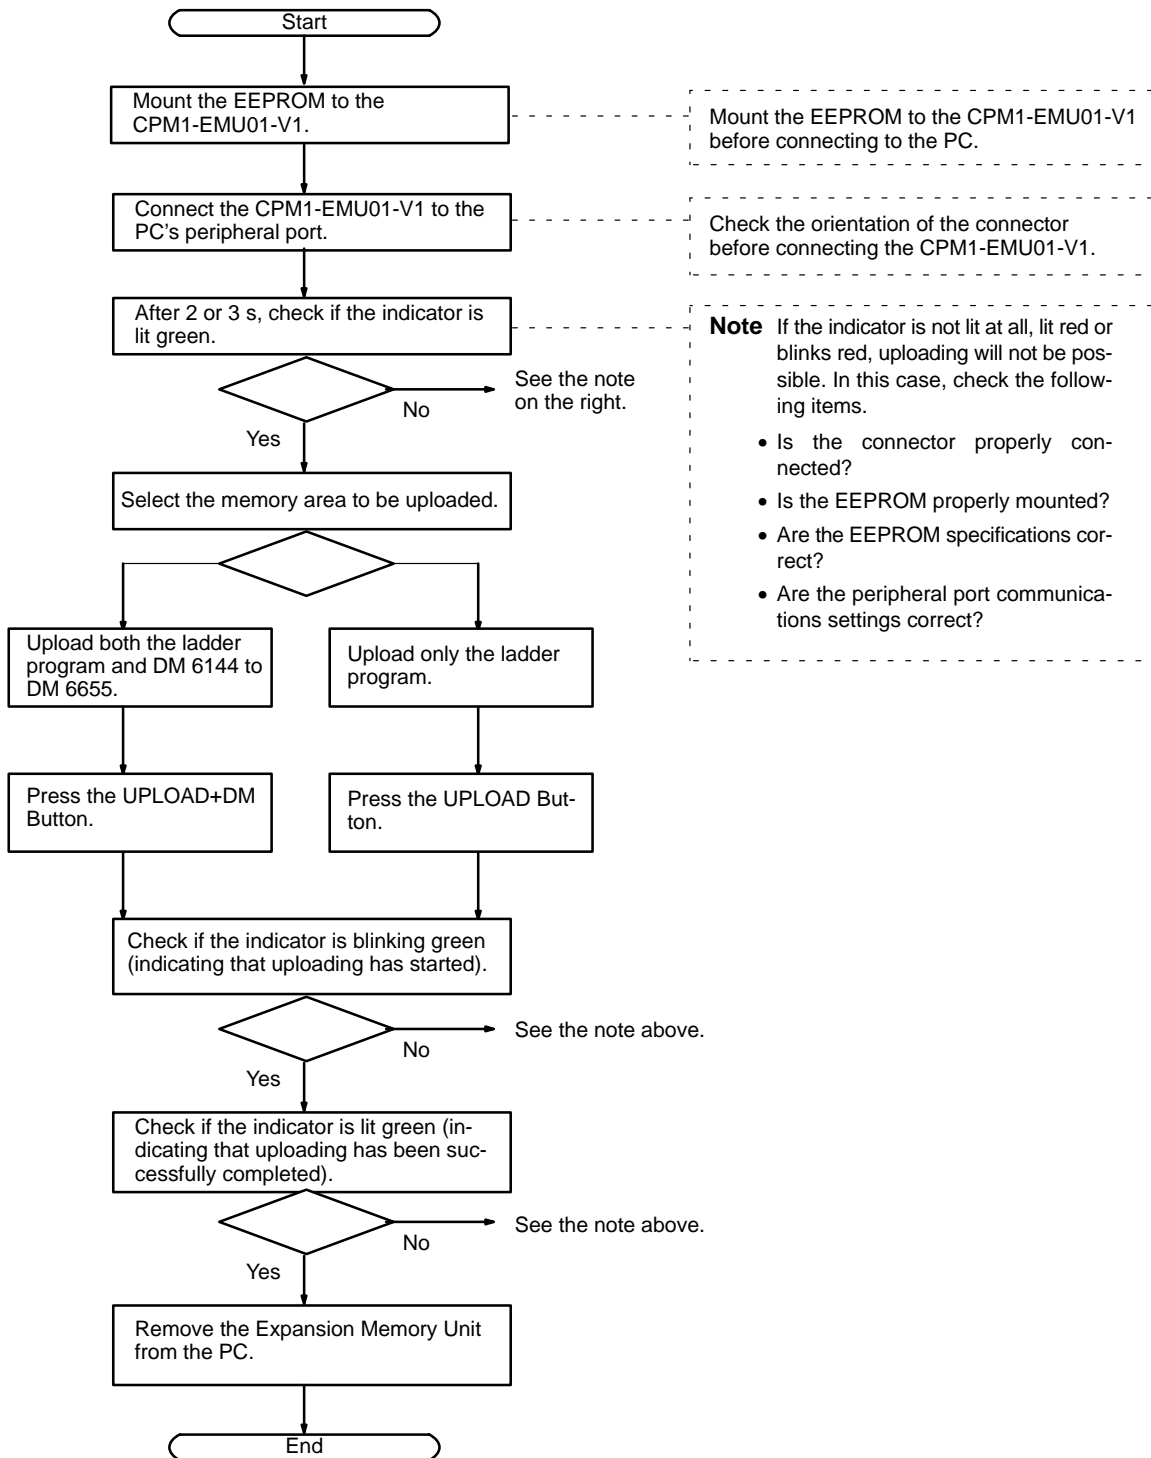 Start
Mount the EEPROM to the
CPM1-EMU01-V1.
Mount the EEPROM to the CPM1-EMU01-V1
before connecting to the PC.
Connect the CPM1-EMU01-V1 to the
PC's peripheral port.
Check the orientation of the connector
before connecting the CPM1-EMU01-V1.
After 2 or 3 s, check if the indicator is
lit green.
Note If the indicator is not lit at all, lit red or
blinks red, uploading will not be pos-
sible. In this case, check the follow-
ing items.
• Is the connector properly con-
nected?
• Is the EEPROM properly mounted?
• Are the EEPROM specifications cor-
rect?
• Are the peripheral port communica-
tions settings correct?
No
See the note
on the right.
Yes
Select the memory area to be uploaded.
Upload both the ladder
program and DM 6144 to
DM 6655.
Upload only the ladder
program.
Press the UPLOAD+DM
Button.
Press the UPLOAD But-
ton.
Check if the indicator is blinking green
(indicating that uploading has started).
No
See the note above.
Yes
Check if the indicator is lit green (in-
dicating that uploading has been suc-
cessfully completed).
No
See the note above.
Yes
Remove the Expansion Memory Unit
from the PC.
End